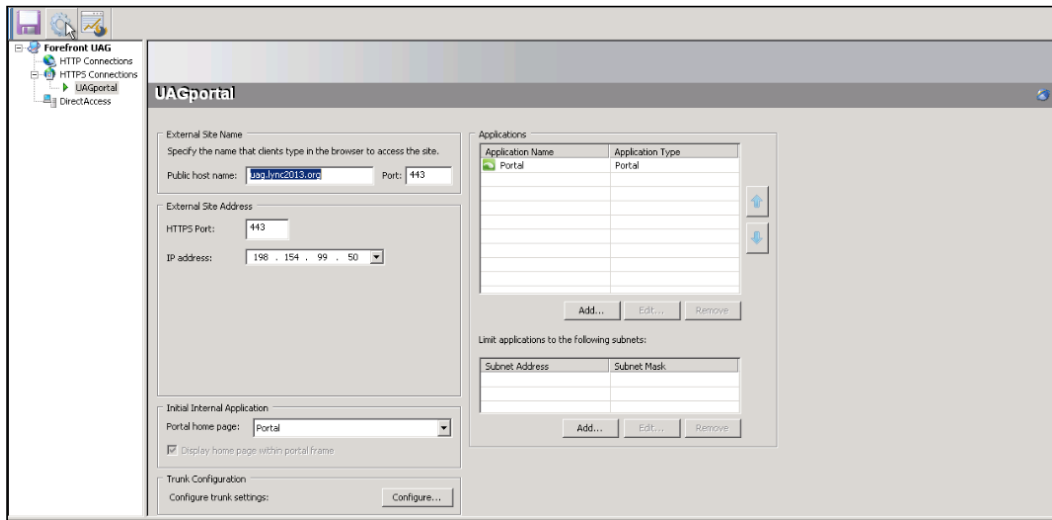 Forefront UAG
HTTP Connections
HTTPS Connections
UAGportal
DirectAccess
UAGportal
External Site Name
Specify the name that clients type in the browser to access the site.
Public host name: uag.lync2013.org Port: 443
External Site Address
HTTPS Port: 443
IP address: 198 . 154 . 99 . 50
Initial Internal Application
Portal home page: Portal
Display home page within portal frame
Trunk Configuration
Configure trunk settings: Configure...
Applications
Application Name Application Type
Portal Portal
Add... Edit... Remove
Limit applications to the following subnets:
Subnet Address Subnet Mask
Add... Edit... Remove